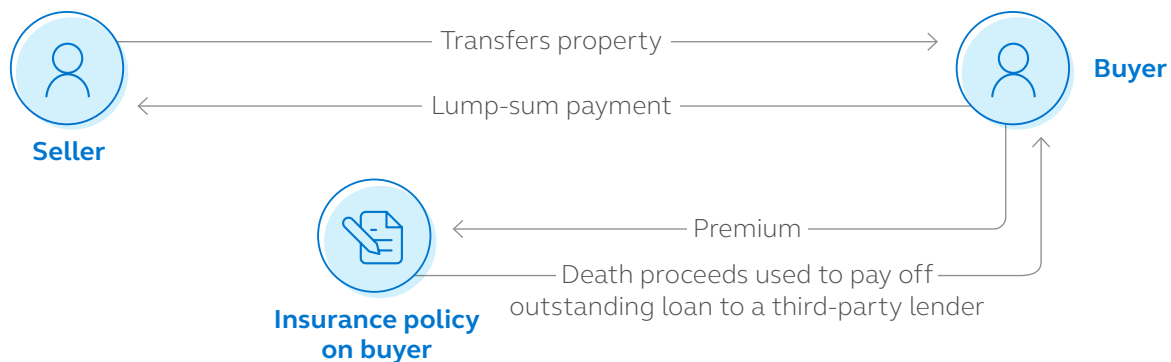 Transfers property
Buyer
Lump-sum payment
Seller
Premium
Death proceeds used to pay off
outstanding loan to a third-party lender
Insurance policy
on buyer